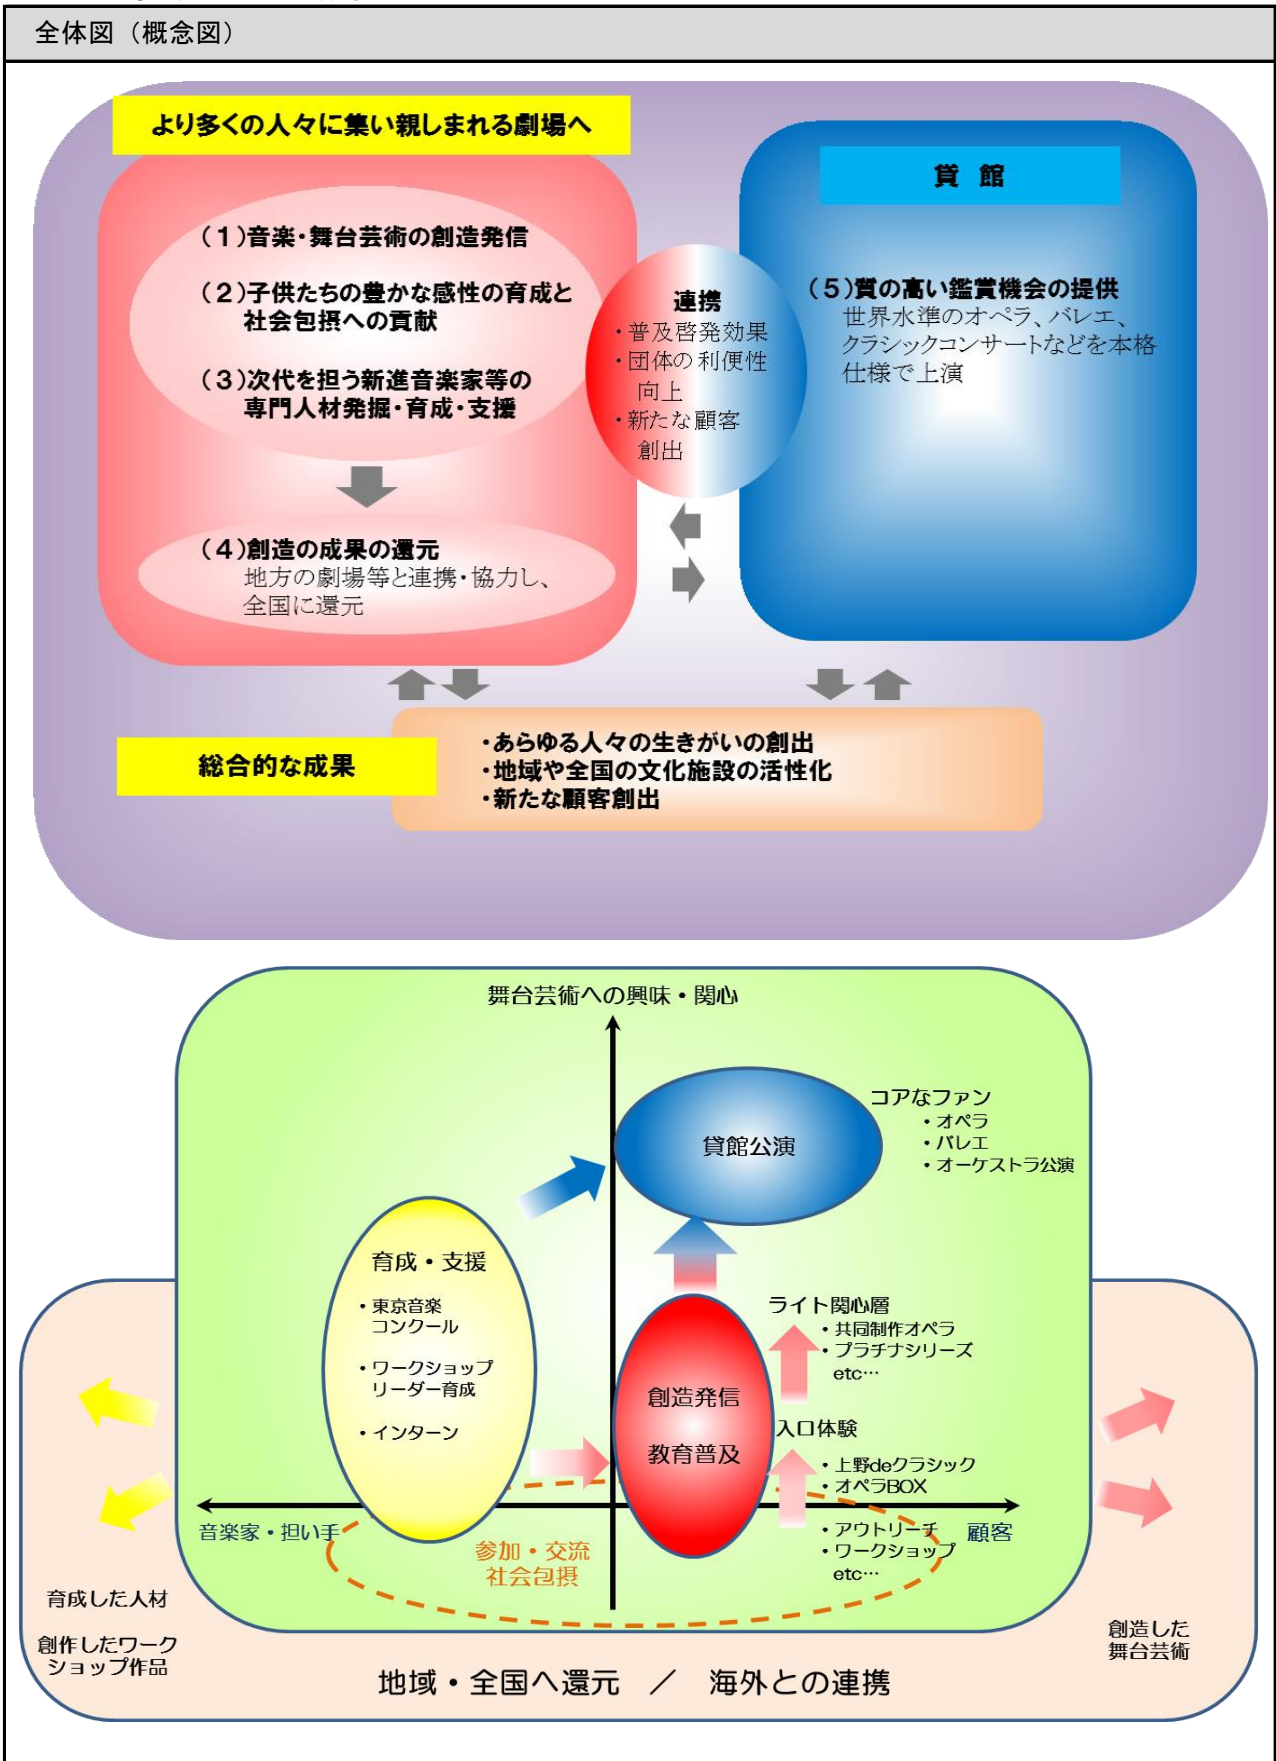 全体図（概念図）
より多くの人々に集い親しまれる劇場へ
（１）音楽・舞台芸術の創造発信
（２）子供たちの豊かな感性の育成と
社会包摂への貢献
（３）次代を担う新進音楽家等の
専門人材発掘・育成・支援
（４）創造の成果の還元
地方の劇場等と連携・協力し、
全国に還元
連携
・普及啓発効果
・団体の利便性
向上
・新たな顧客
創出
貸　館
（５）質の高い鑑賞機会の提供
世界水準のオペラ、バレエ、
クラシックコンサートなどを本格
仕様で上演
総合的な成果
・あらゆる人々の生きがいの創出
・地域や全国の文化施設の活性化
・新たな顧客創出
舞台芸術への興味・関心
貸館公演
コアなファン
・オペラ
・バレエ
・オーケストラ公演
育成・支援
・東京音楽
コンクール
・ワークショップ
リーダー育成
・インターン
創造発信
教育普及
ライト関心層
・共同制作オペラ
・プラチナシリーズ
etc…
入口体験
・上野deクラシック
・オペラBOX
・アウトリーチ
・ワークショップ
etc…
音楽家・担い手
顧客
参加・交流
社会包摂
育成した人材
創作したワーク
ショップ作品
創造した
舞台芸術
地域・全国へ還元　／　海外との連携